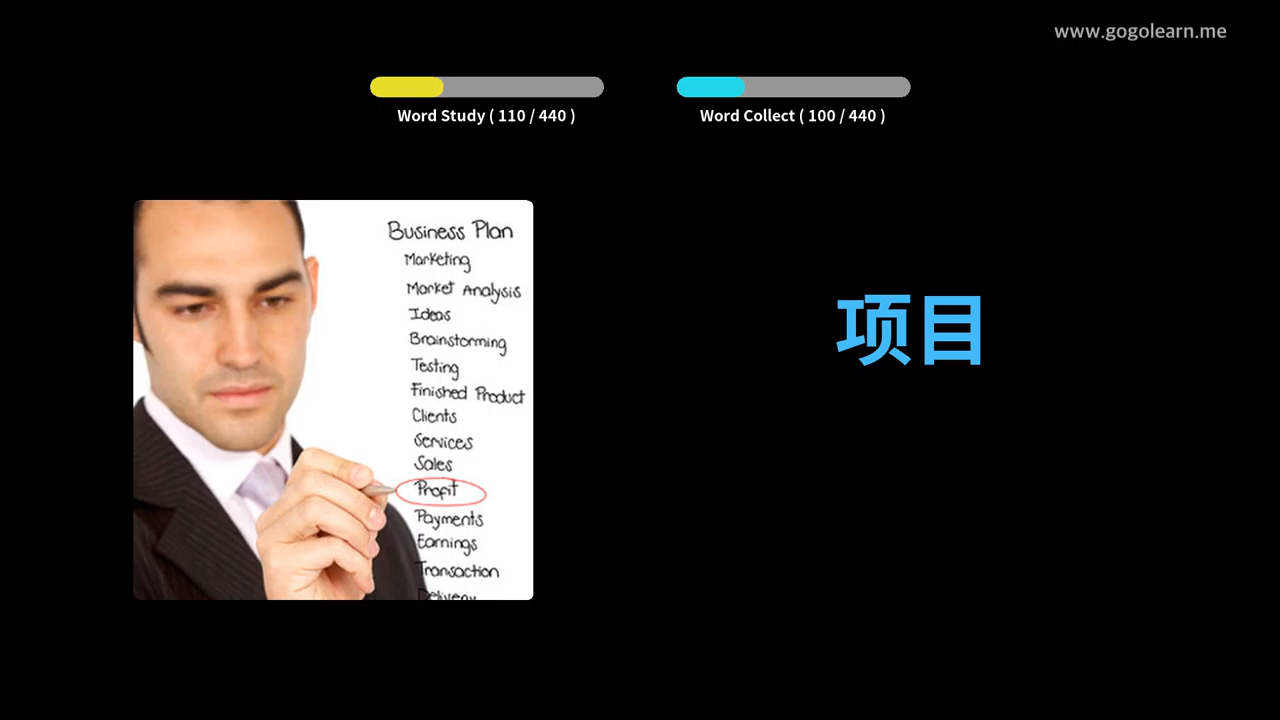 www.gogolearn.me
Word Study ( 110 / 440 )
Word Collect ( 100 / 440 )
Business Plan
Marketing
Market Analysis
Ideas
Brainstorming
Testing
Finished Product
Clients
Services
Sales
Profit
Payments
Earnings
Transaction
Delivery
项目